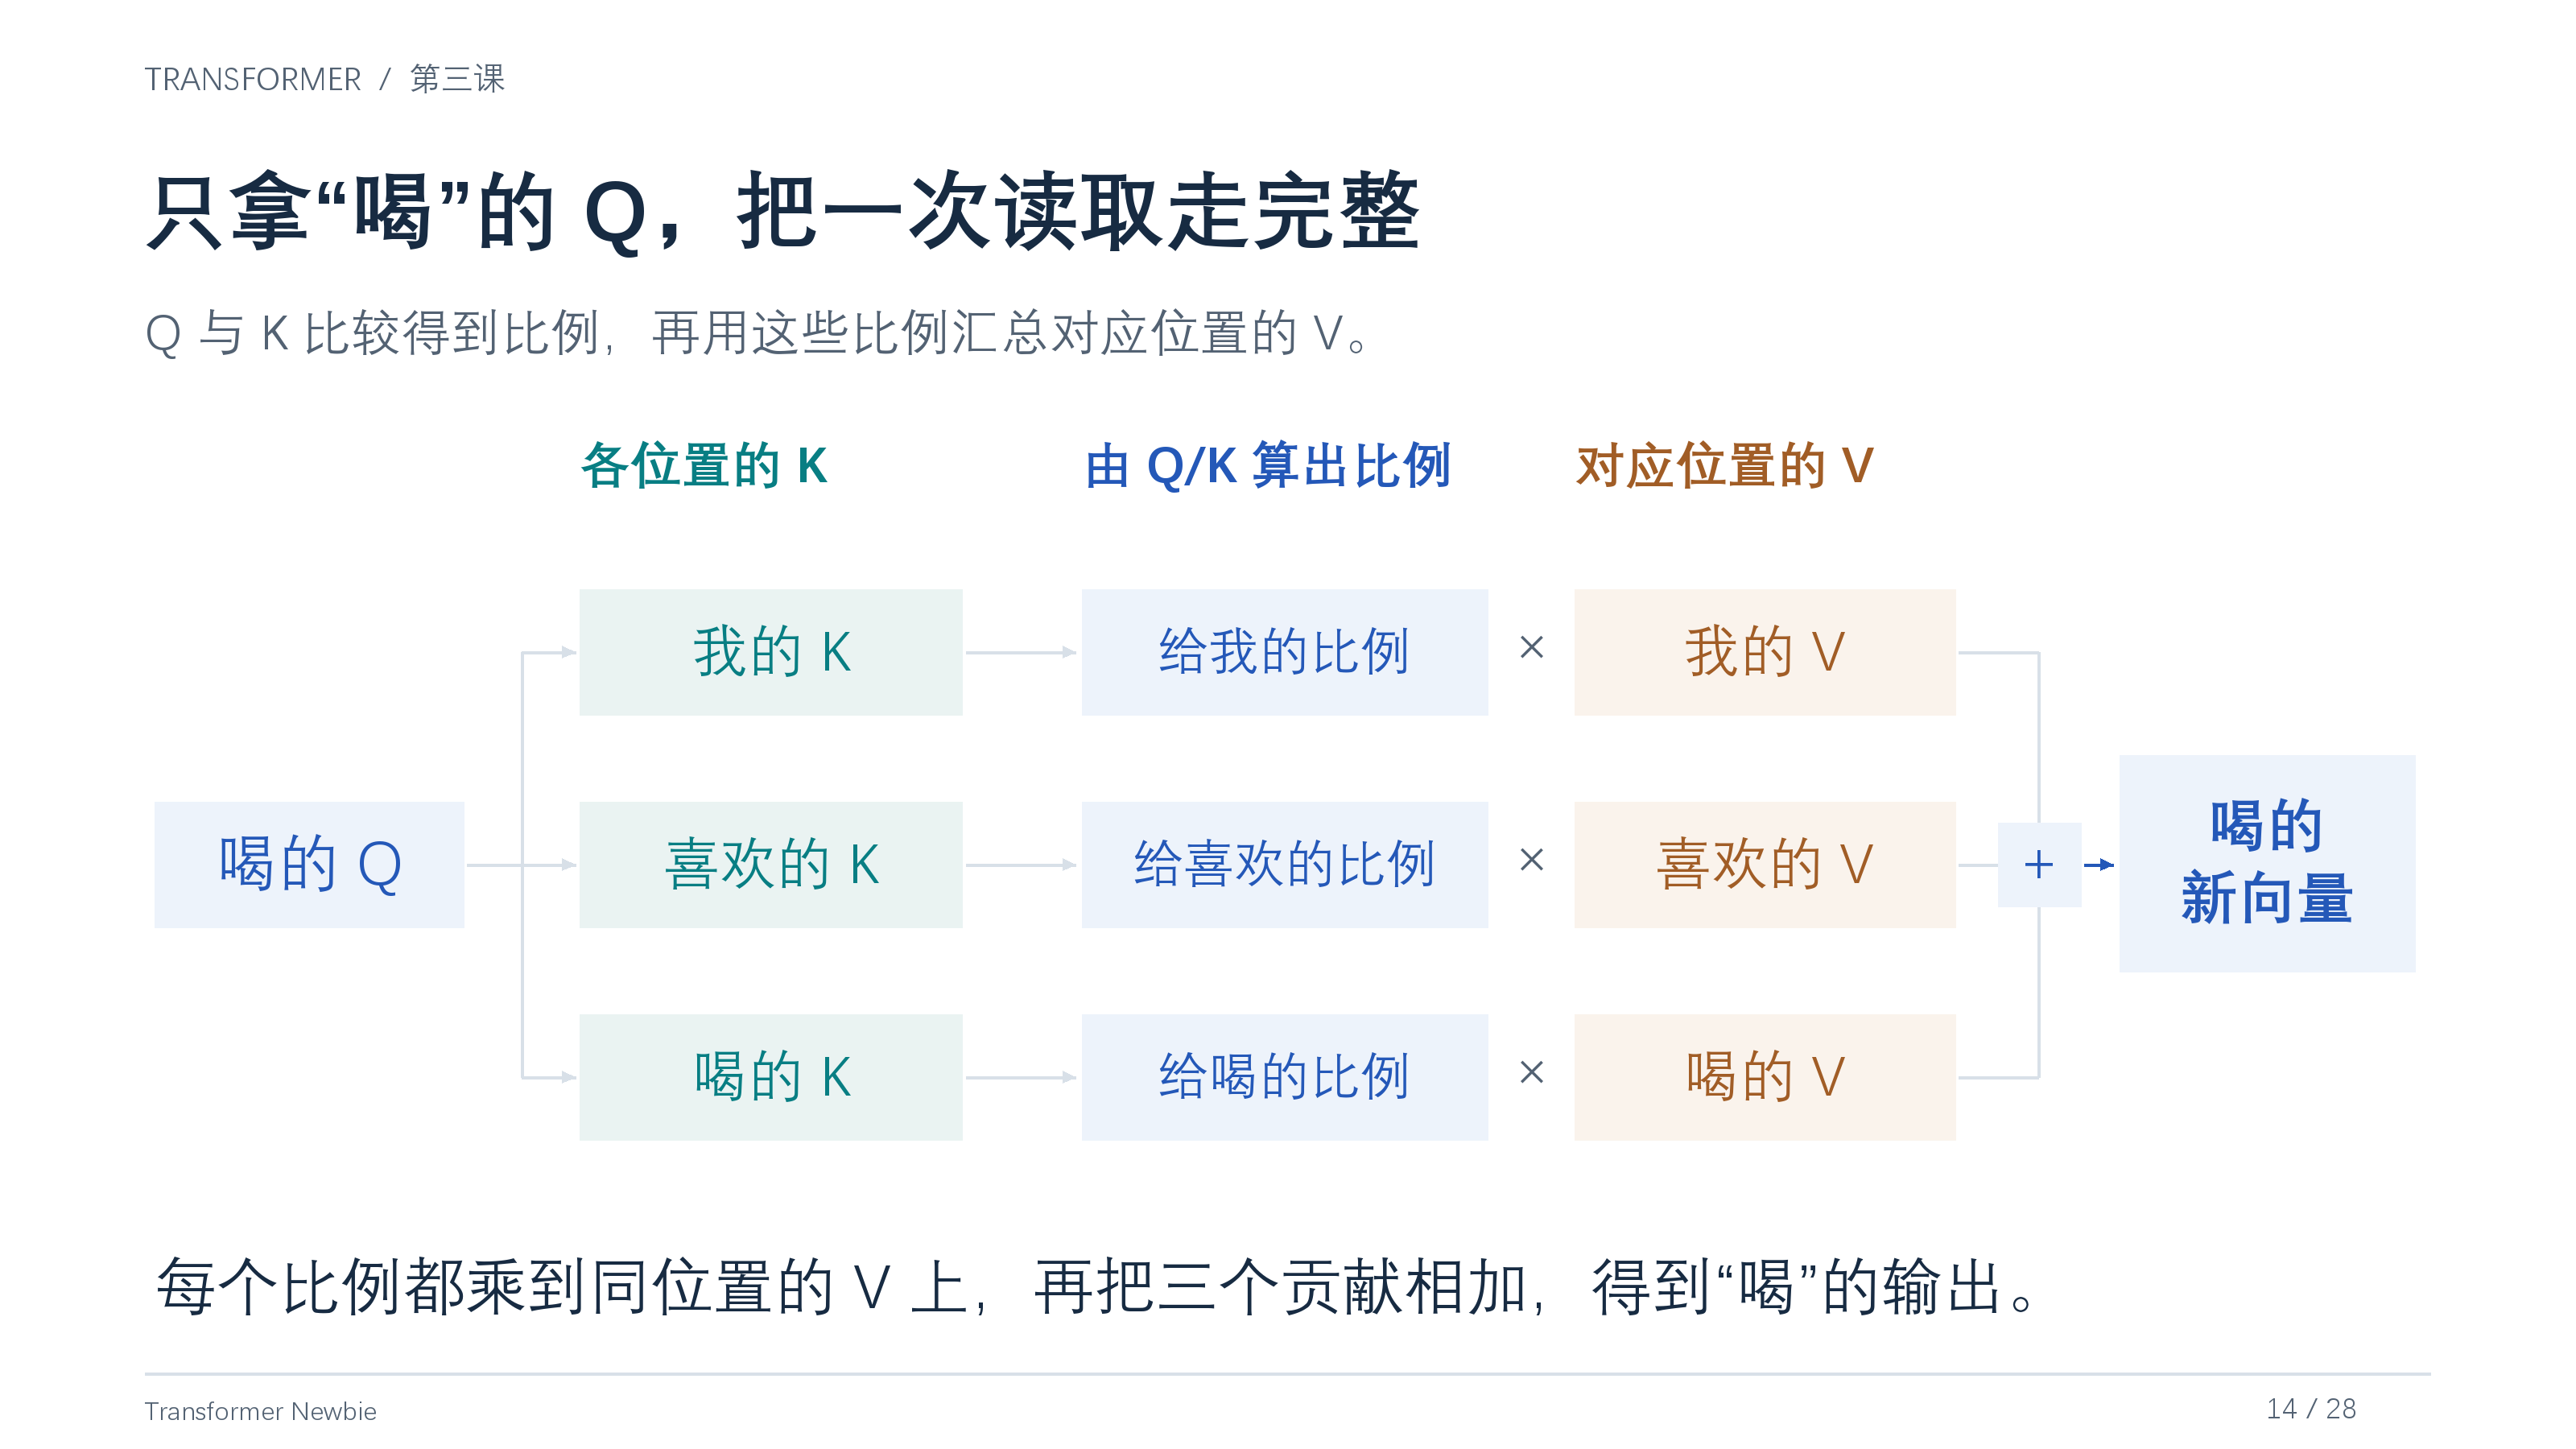 TRANSFORMER / 第三课
只拿“喝”的 Q，把一次读取走完整
Q 与 K 比较得到比例，再用这些比例汇总对应位置的 V。
各位置的 K
由 Q/K 算出比例
对应位置的 V
我的 K
给我的比例
×
我的 V
喝的 Q
喜欢的 K
给喜欢的比例
×
喜欢的 V
+
喝的
新向量
喝的 K
给喝的比例
×
喝的 V
每个比例都乘到同位置的 V 上，再把三个贡献相加，得到“喝”的输出。
Transformer Newbie
14 / 28